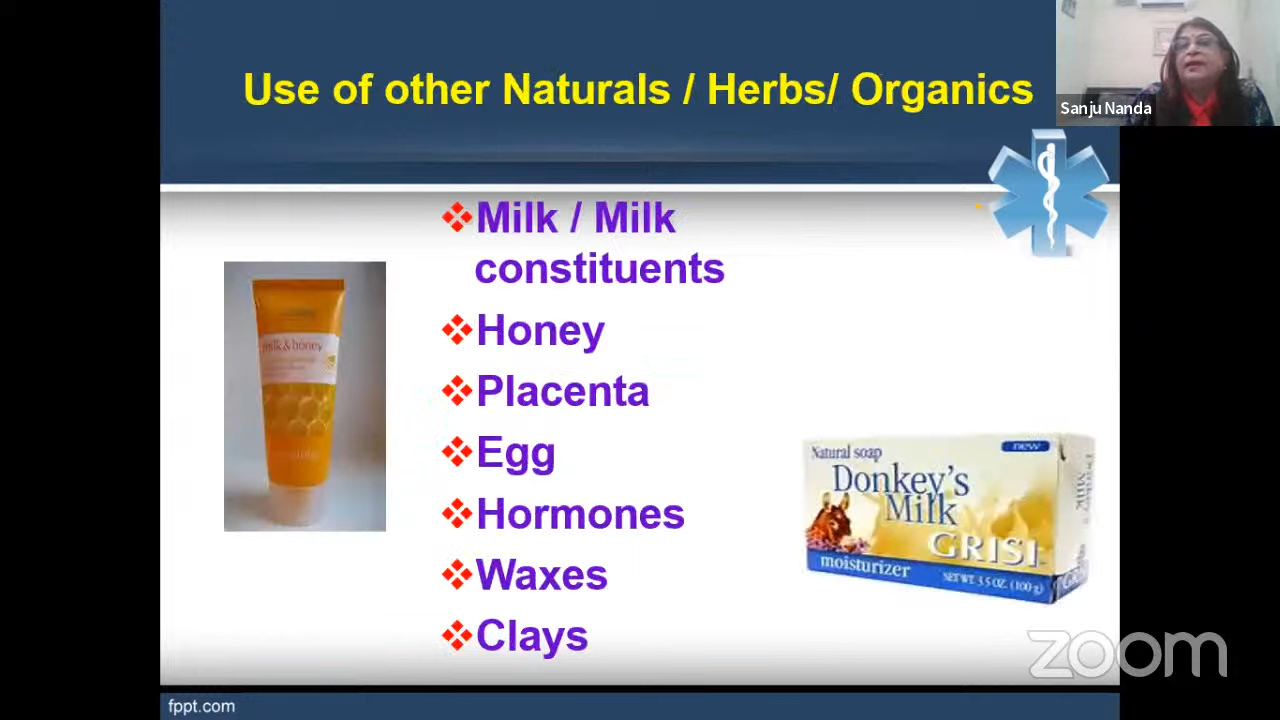 Use of other Naturals / Herbs/ Organics
Sanju Nanda
Milk / Milk
constituents
Honey
Placenta
Egg
Hormones
Waxes
Clays
milk & honey
Natural soap
new
Donkey's
Milk
GRISI
moisturizer
NET WT. 3.5 OZ. (100 g)
zoom
fppt.com